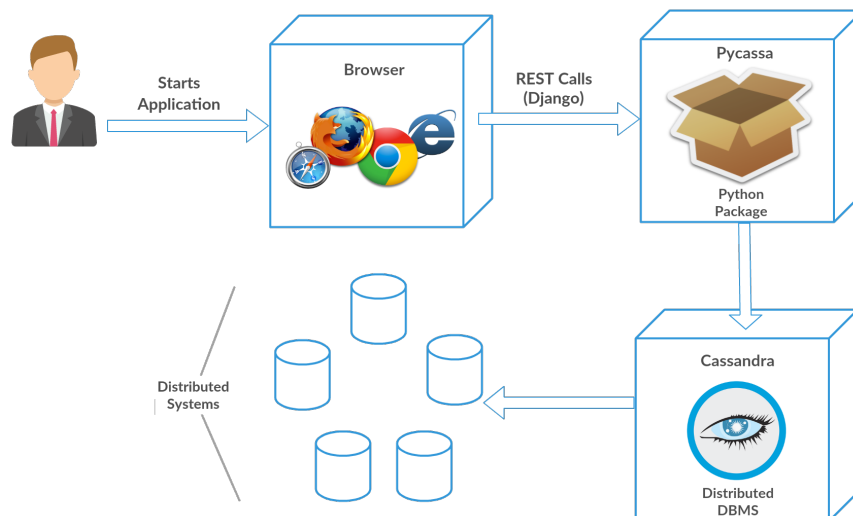 Starts
Application
Browser
REST Calls
(Django)
Pycassa
Python
Package
Cassandra
Distributed
DBMS
Distributed
Systems